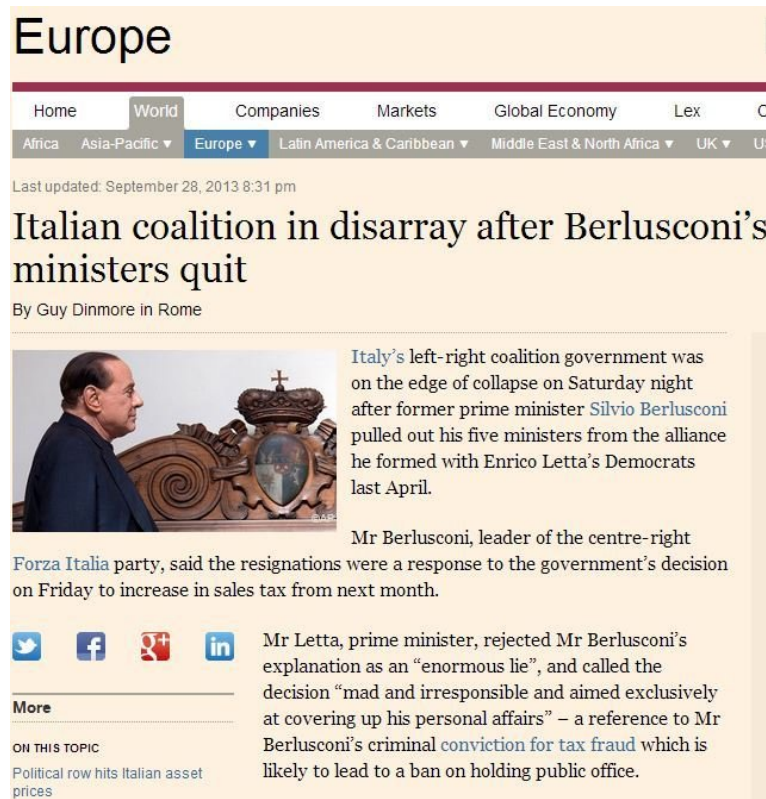 Europe
Home World Companies Markets Global Economy Lex
Africa Asia-Pacific ▼ Europe ▼ Latin America & Caribbean ▼ Middle East & North Africa ▼ UK ▼
Last updated: September 28, 2013 8:31 pm
Italian coalition in disarray after Berlusconi's
ministers quit
By Guy Dinmore in Rome
Italy's left-right coalition government was
on the edge of collapse on Saturday night
after former prime minister Silvio Berlusconi
pulled out his five ministers from the alliance
he formed with Enrico Letta's Democrats
last April.
©AP
Mr Berlusconi, leader of the centre-right
Forza Italia party, said the resignations were a response to the government's decision
on Friday to increase in sales tax from next month.
Mr Letta, prime minister, rejected Mr Berlusconi's
explanation as an “enormous lie”, and called the
decision “mad and irresponsible and aimed exclusively
at covering up his personal affairs” – a reference to Mr
Berlusconi's criminal conviction for tax fraud which is
likely to lead to a ban on holding public office.
More
ON THIS TOPIC
Political row hits Italian asset
prices